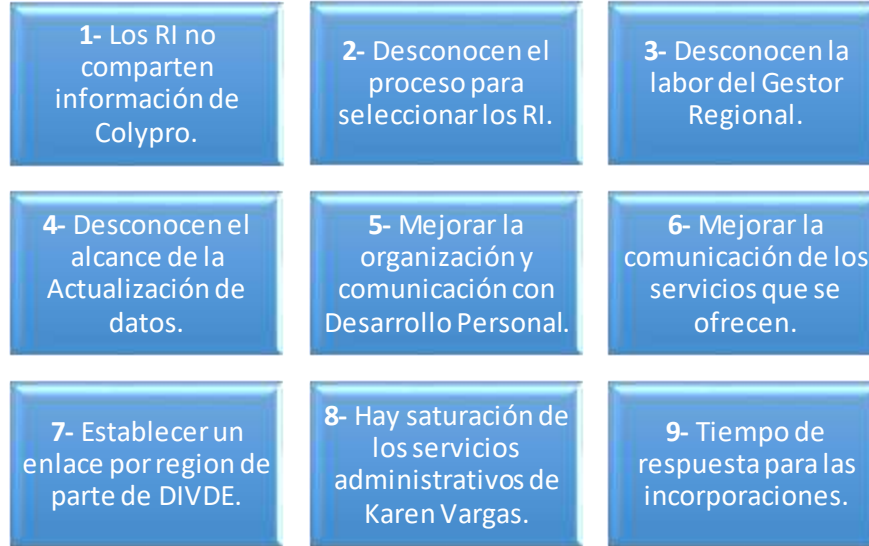 1- Los RI no
comparten
información de
Colypro.
2- Desconocen el
proceso para
seleccionar los RI.
3- Desconocen la
labor del Gestor
Regional.
4- Desconocen el
alcance de la
Actualización de
datos.
5- Mejorar la
organización y
comunicación con
Desarrollo Personal.
6- Mejorar la
comunicación de los
servicios que se
ofrecen.
7- Establecer un
enlace por region de
parte de DIVDE.
8- Hay saturación de
los servicios
administrativos de
Karen Vargas.
9- Tiempo de
respuesta para las
incorporaciones.